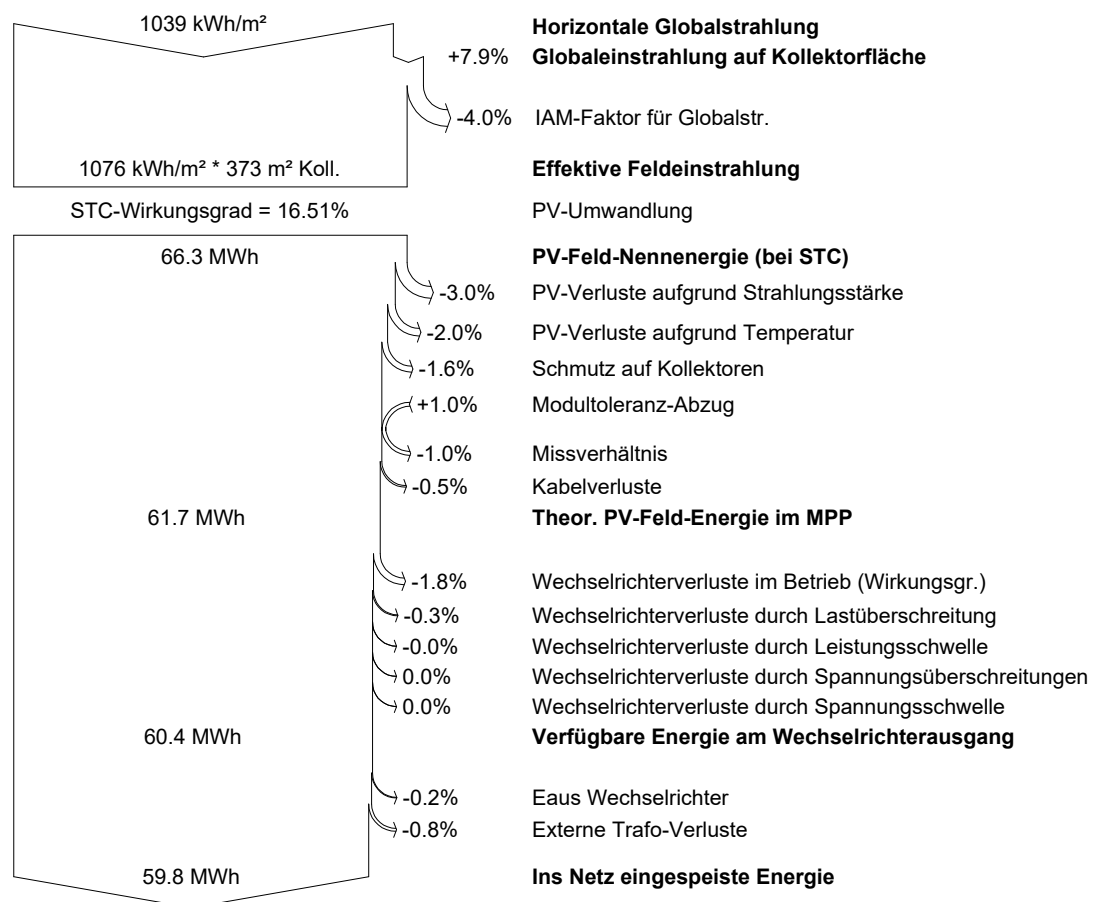 1039 kWh/m² Horizontale Globalstrahlung
+7.9% Globaleinstrahlung auf Kollektorfläche
-4.0% IAM-Faktor für Globalstr.
1076 kWh/m² * 373 m² Koll. Effektive Feldeinstrahlung
STC-Wirkungsgrad = 16.51% PV-Umwandlung
66.3 MWh PV-Feld-Nennenergie (bei STC)
-3.0% PV-Verluste aufgrund Strahlungsstärke
-2.0% PV-Verluste aufgrund Temperatur
-1.6% Schmutz auf Kollektoren
+1.0% Modultoleranz-Abzug
-1.0% Missverhältnis
-0.5% Kabelverluste
61.7 MWh Theor. PV-Feld-Energie im MPP
-1.8% Wechselrichterverluste im Betrieb (Wirkungsgr.)
-0.3% Wechselrichterverluste durch Lastüberschreitung
-0.0% Wechselrichterverluste durch Leistungsschwelle
0.0% Wechselrichterverluste durch Spannungsüberschreitungen
0.0% Wechselrichterverluste durch Spannungsschwelle
60.4 MWh Verfügbare Energie am Wechselrichterausgang
-0.2% Eaus Wechselrichter
-0.8% Externe Trafo-Verluste
59.8 MWh Ins Netz eingespeiste Energie